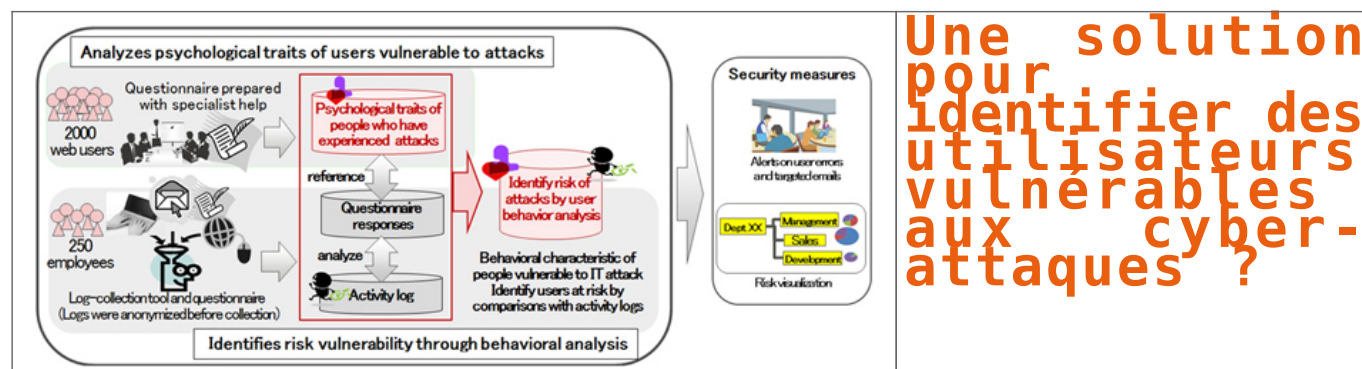 Analyzes psychological traits of users vulnerable to attacks
Questionnaire prepared
with specialist help
2000
web users
Psychological traits of
people who have
experienced attacks
reference
Questionnaire
responses
analyze
Activity log
250
employees
Log-collection tool and questionnaire
(Logs were anonymized before collection)
Identify risk of
attacks by user
behavior analysis
Behavioral characteristic of
people vulnerable to IT attack
Identify users at risk by
comparisons with activity logs
Identifies risk vulnerability through behavioral analysis
Security measures
Alerts on user errors
and targeted emails
Dept XX
Management
Sales
Development
Risk visualization
Une solution
pour
identifier des
utilisateurs
vulnérables
aux cyber-
attaques ?